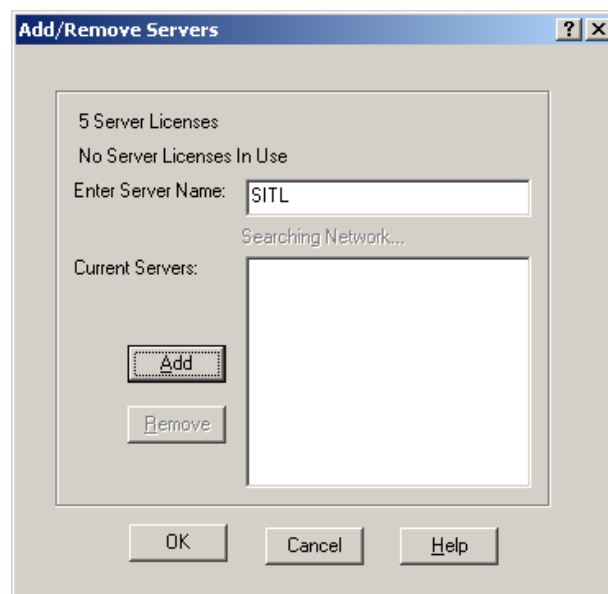 Add/Remove Servers
5 Server Licenses
No Server Licenses In Use
Enter Server Name:
SITL
Searching Network...
Current Servers:
Add
Remove
OK
Cancel
Help